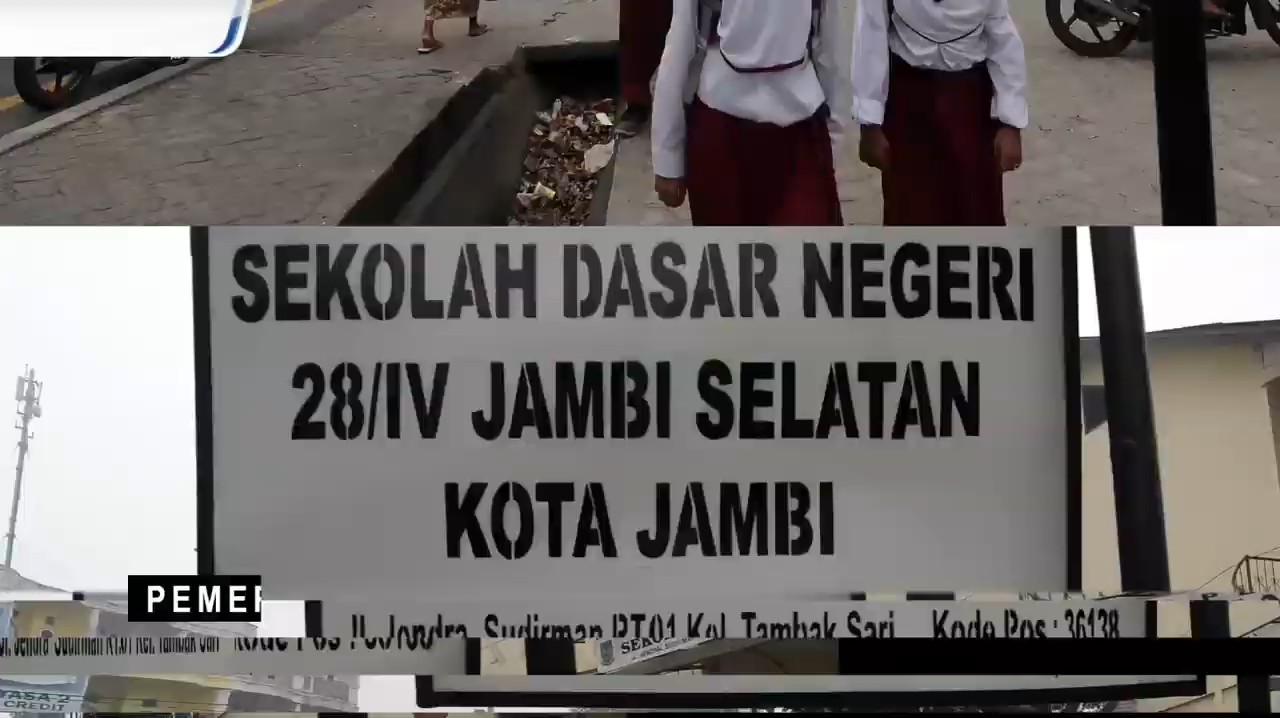 SEKOLAH DASAR NEGERI
28/IV JAMBI SELATAN
KOTA JAMBI
PEMER
Jl. Jendra Sudirman RT.01 Kel. Tambak Sari Kode Pos : 36138
CREDIT